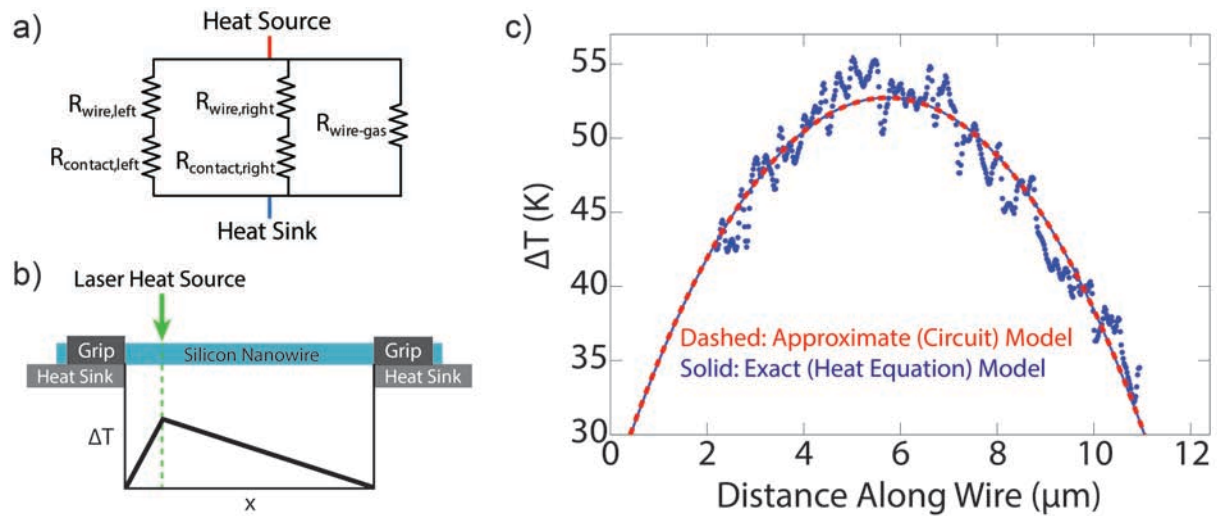 a)
Heat Source
R_wire,left
R_wire,right
R_wire-gas
R_contact,left
R_contact,right
Heat Sink
b)
Laser Heat Source
Grip
Silicon Nanowire
Grip
Heat Sink
Heat Sink
ΔT
x
c)
55
50
45
40
35
30
ΔT (K)
Dashed: Approximate (Circuit) Model
Solid: Exact (Heat Equation) Model
0 2 4 6 8 10 12
Distance Along Wire (μm)